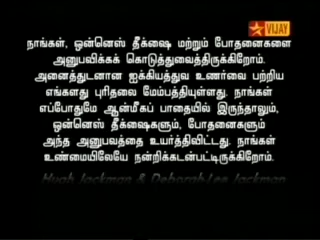 VIJAY
நாங்கள், ஒன்னெஸ் தீக்ஷை மற்றும் போதனைகளை
அனுபவிக்கக் கொடுத்துவைத்திருக்கிறோம்.
அனைத்துடனான ஐக்கியத்துவ உணர்வை பற்றிய
எங்களது புரிதலை மேம்பத்தியுள்ளது. நாங்கள்
எப்போதுமே ஆன்மீகப் பாதையில் இருந்தாலும்,
ஒன்னெஸ் தீக்ஷைகளும், போதனைகளும்
அந்த அனுபவத்தை உயர்த்திவிட்டது. நாங்கள்
உண்மையிலேயே நன்றிக்கடன்பட்டிருக்கிறோம்.
Hugh Jackman & Deborah-Lee Jackman